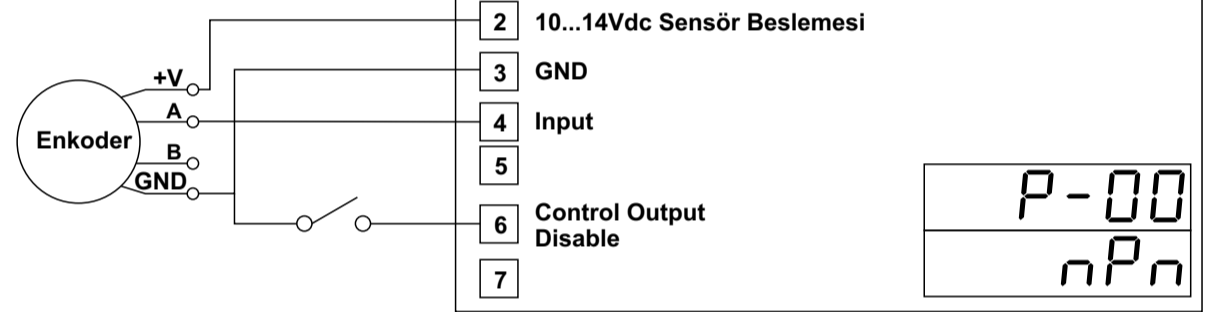 2 10...14Vdc Sensör Beslemesi
+V
3 GND
A
4 Input
Enkoder
B
5
GND
P-00
6 Control Output
Disable
nPn
7